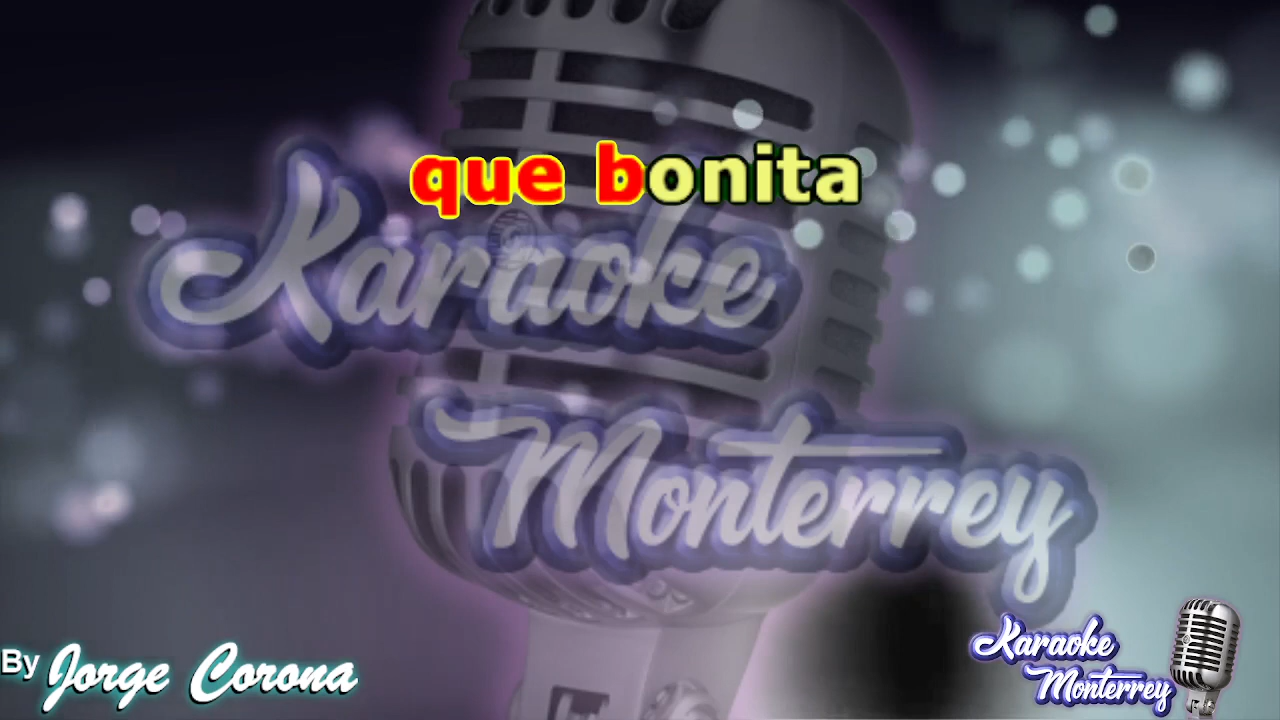 que bonita
Karaoke
Monterrey
By Jorge Corona
Karaoke
Monterrey